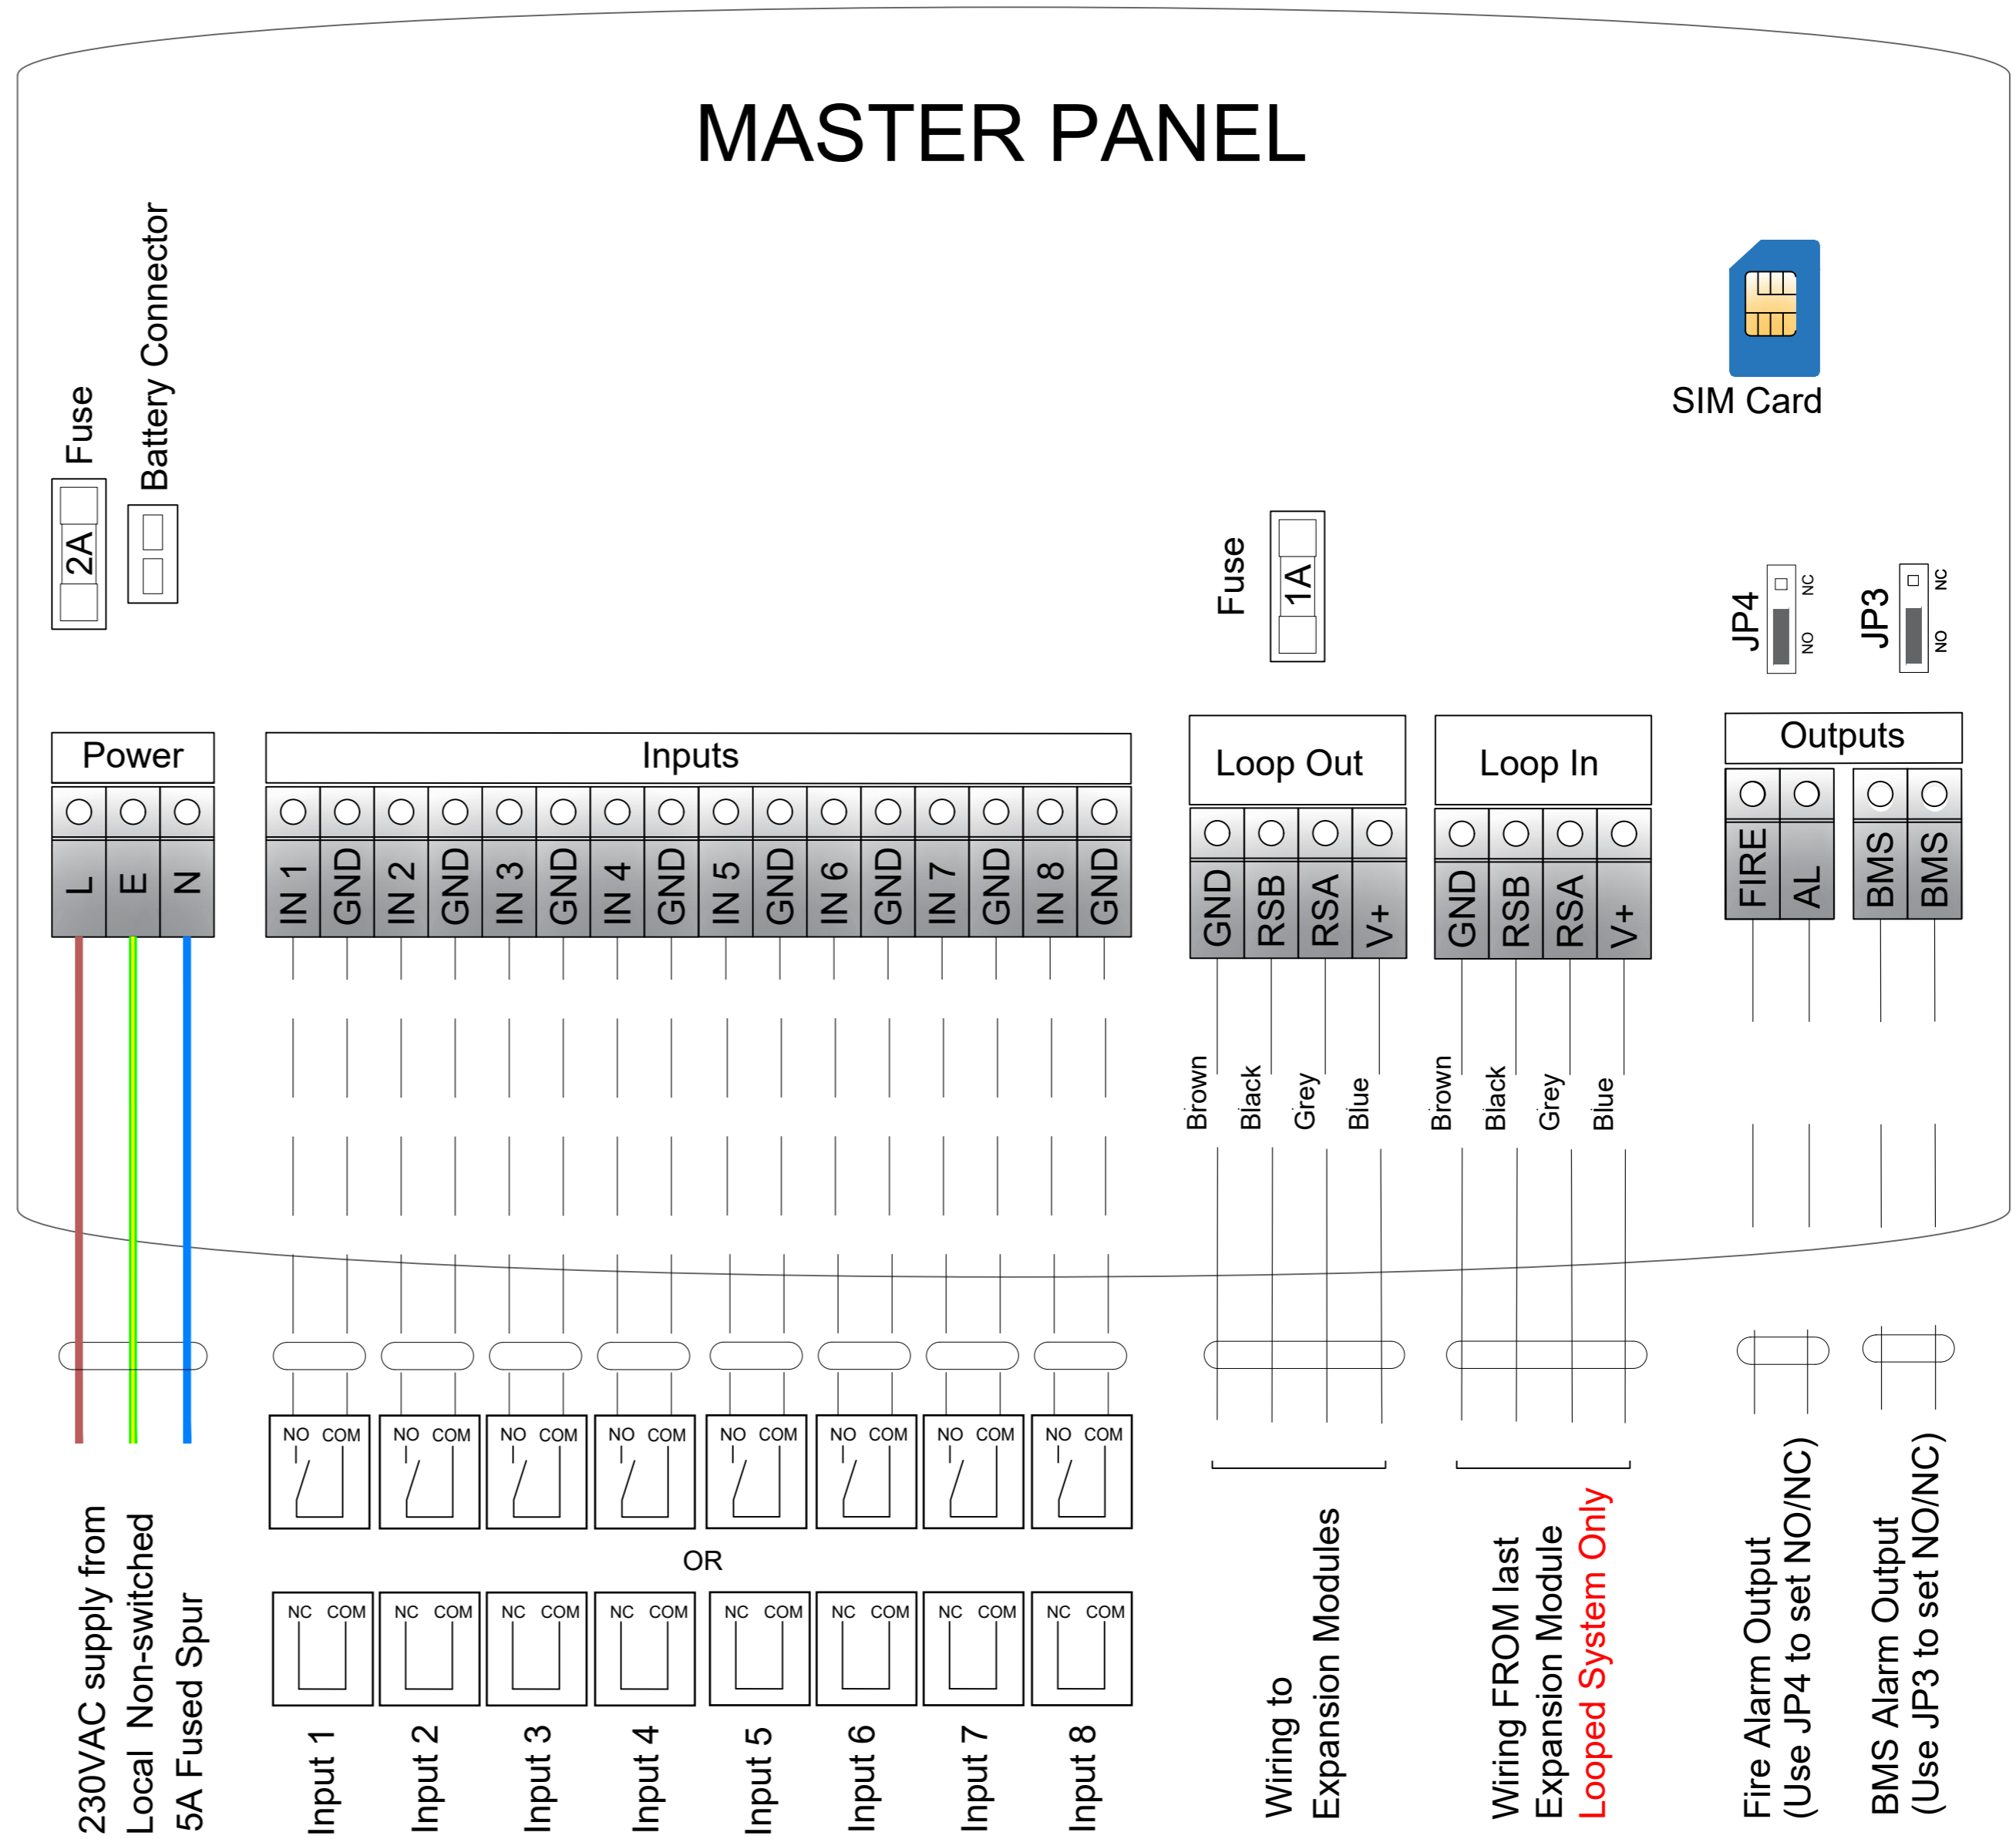 MASTER PANEL
Fuse
2A
Battery Connector
SIM Card
Fuse
1A
JP4
NO
NC
JP3
NO
NC
Power
Inputs
Loop Out
Loop In
Outputs
L
E
N
IN 1
GND
IN 2
GND
IN 3
GND
IN 4
GND
IN 5
GND
IN 6
GND
IN 7
GND
IN 8
GND
GND
RSB
RSA
V+
GND
RSB
RSA
V+
FIRE
AL
BMS
BMS
Brown
Black
Grey
Blue
Brown
Black
Grey
Blue
NO COM
NO COM
NO COM
NO COM
NO COM
NO COM
NO COM
NO COM
OR
NC COM
NC COM
NC COM
NC COM
NC COM
NC COM
NC COM
NC COM
230VAC supply from
Local Non-switched
5A Fused Spur
Input 1
Input 2
Input 3
Input 4
Input 5
Input 6
Input 7
Input 8
Wiring to
Expansion Modules
Wiring FROM last
Expansion Module
Looped System Only
Fire Alarm Output
(Use JP4 to set NO/NC)
BMS Alarm Output
(Use JP3 to set NO/NC)